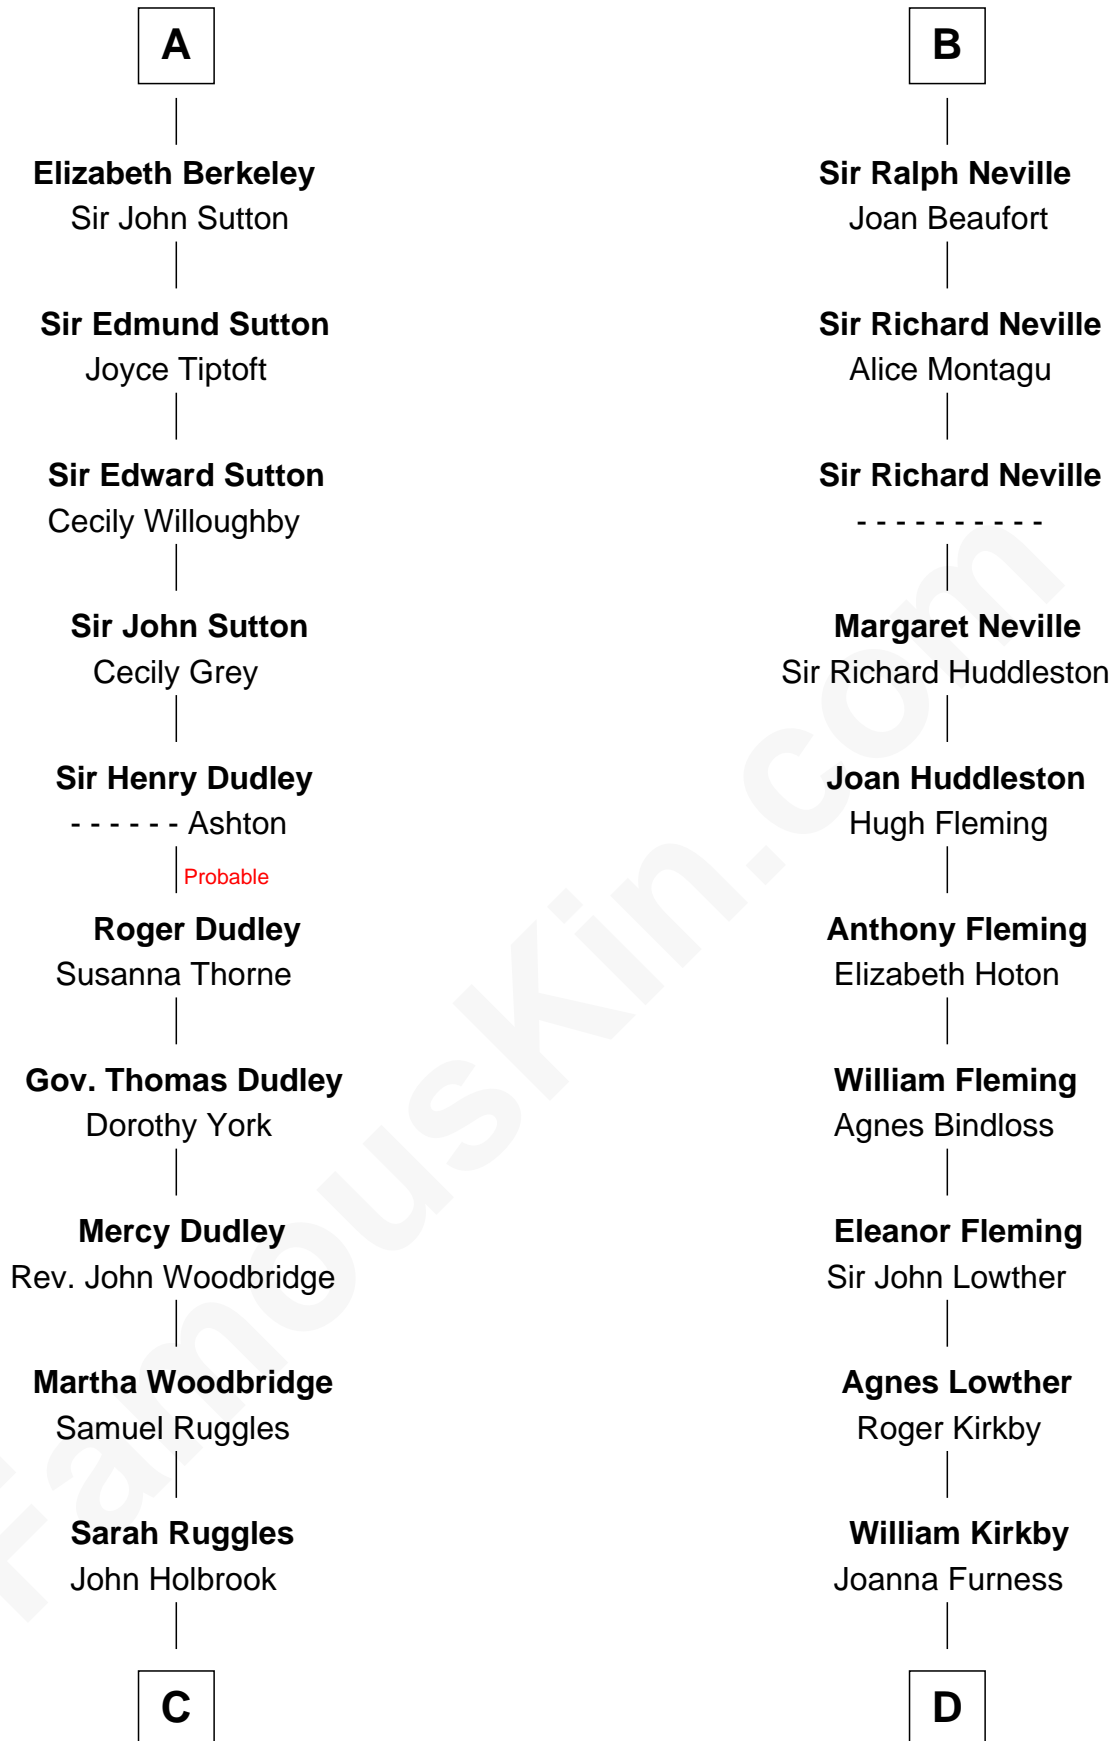 A
Elizabeth Berkeley
Sir John Sutton
Sir Edmund Sutton
Joyce Tiptoft
Sir Edward Sutton
Cecily Willoughby
Sir John Sutton
Cecily Grey
Sir Henry Dudley
- - - - - - Ashton
Probable
Roger Dudley
Susanna Thorne
Gov. Thomas Dudley
Dorothy York
Mercy Dudley
Rev. John Woodbridge
Martha Woodbridge
Samuel Ruggles
Sarah Ruggles
John Holbrook
C
B
Sir Ralph Neville
Joan Beaufort
Sir Richard Neville
Alice Montagu
Sir Richard Neville
- - - - - - - - - -
Margaret Neville
Sir Richard Huddleston
Joan Huddleston
Hugh Fleming
Anthony Fleming
Elizabeth Hoton
William Fleming
Agnes Bindloss
Eleanor Fleming
Sir John Lowther
Agnes Lowther
Roger Kirkby
William Kirkby
Joanna Furness
D
FamousKin.com